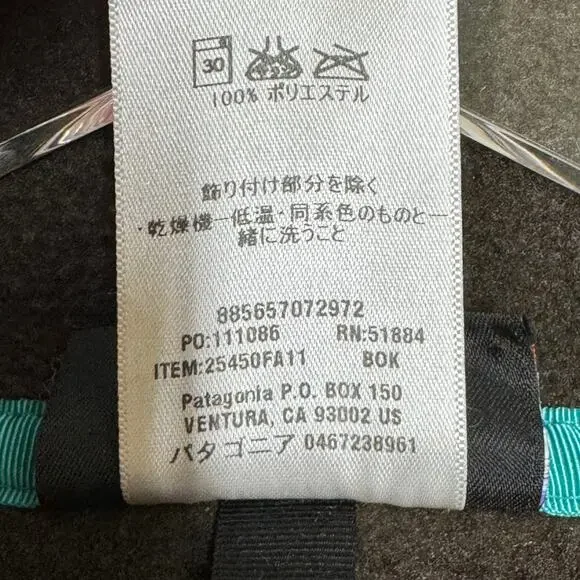 30
100% ポリエステル
飾り付け部分を除く
・乾燥機ー低温・同系色のものと一
緒に洗うこと
885657072972
PO:111086 RN:51884
ITEM:25450FA11 BOK
Patagonia P.O. BOX 150
VENTURA, CA 93002 US
パタゴニア 0467238961